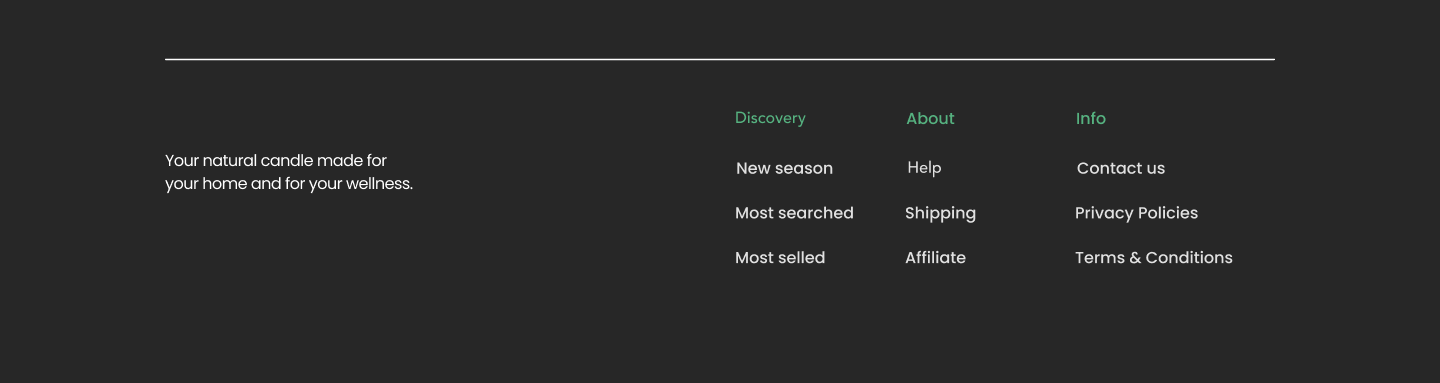 Your natural candle made for
your home and for your wellness.
Discovery
New season
Most searched
Most selled
About
Help
Shipping
Affiliate
Info
Contact us
Privacy Policies
Terms & Conditions